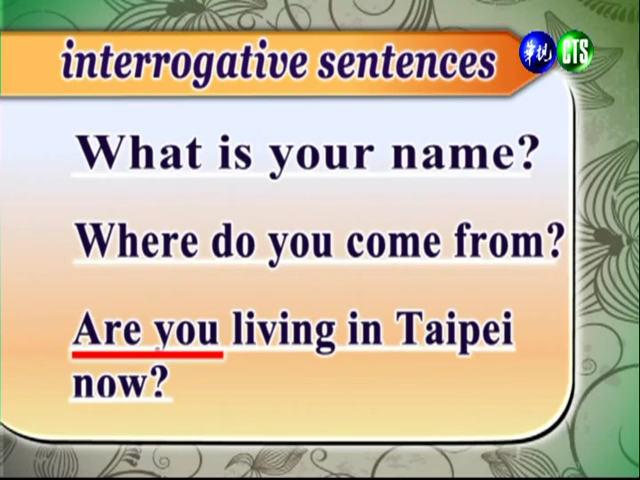 interrogative sentences
華視 CTS
What is your name?
Where do you come from?
Are you living in Taipei
now?